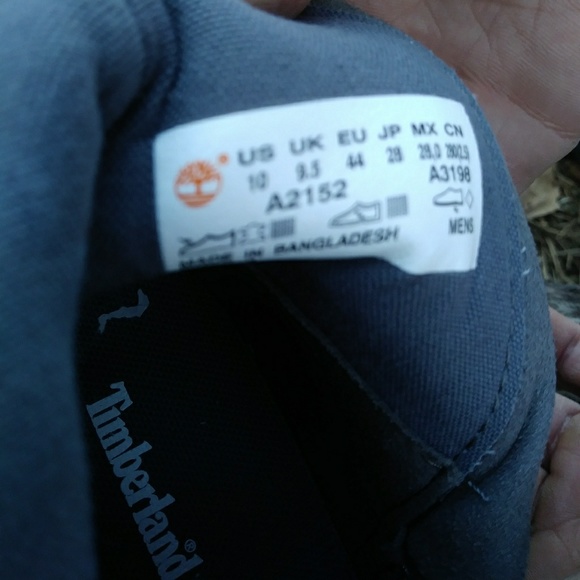 US UK EU JP MX CN
10 9.5 44 28 28,0 280(2.5)
A2152 A3198
MENS
MADE IN BANGLADESH
Timberland®